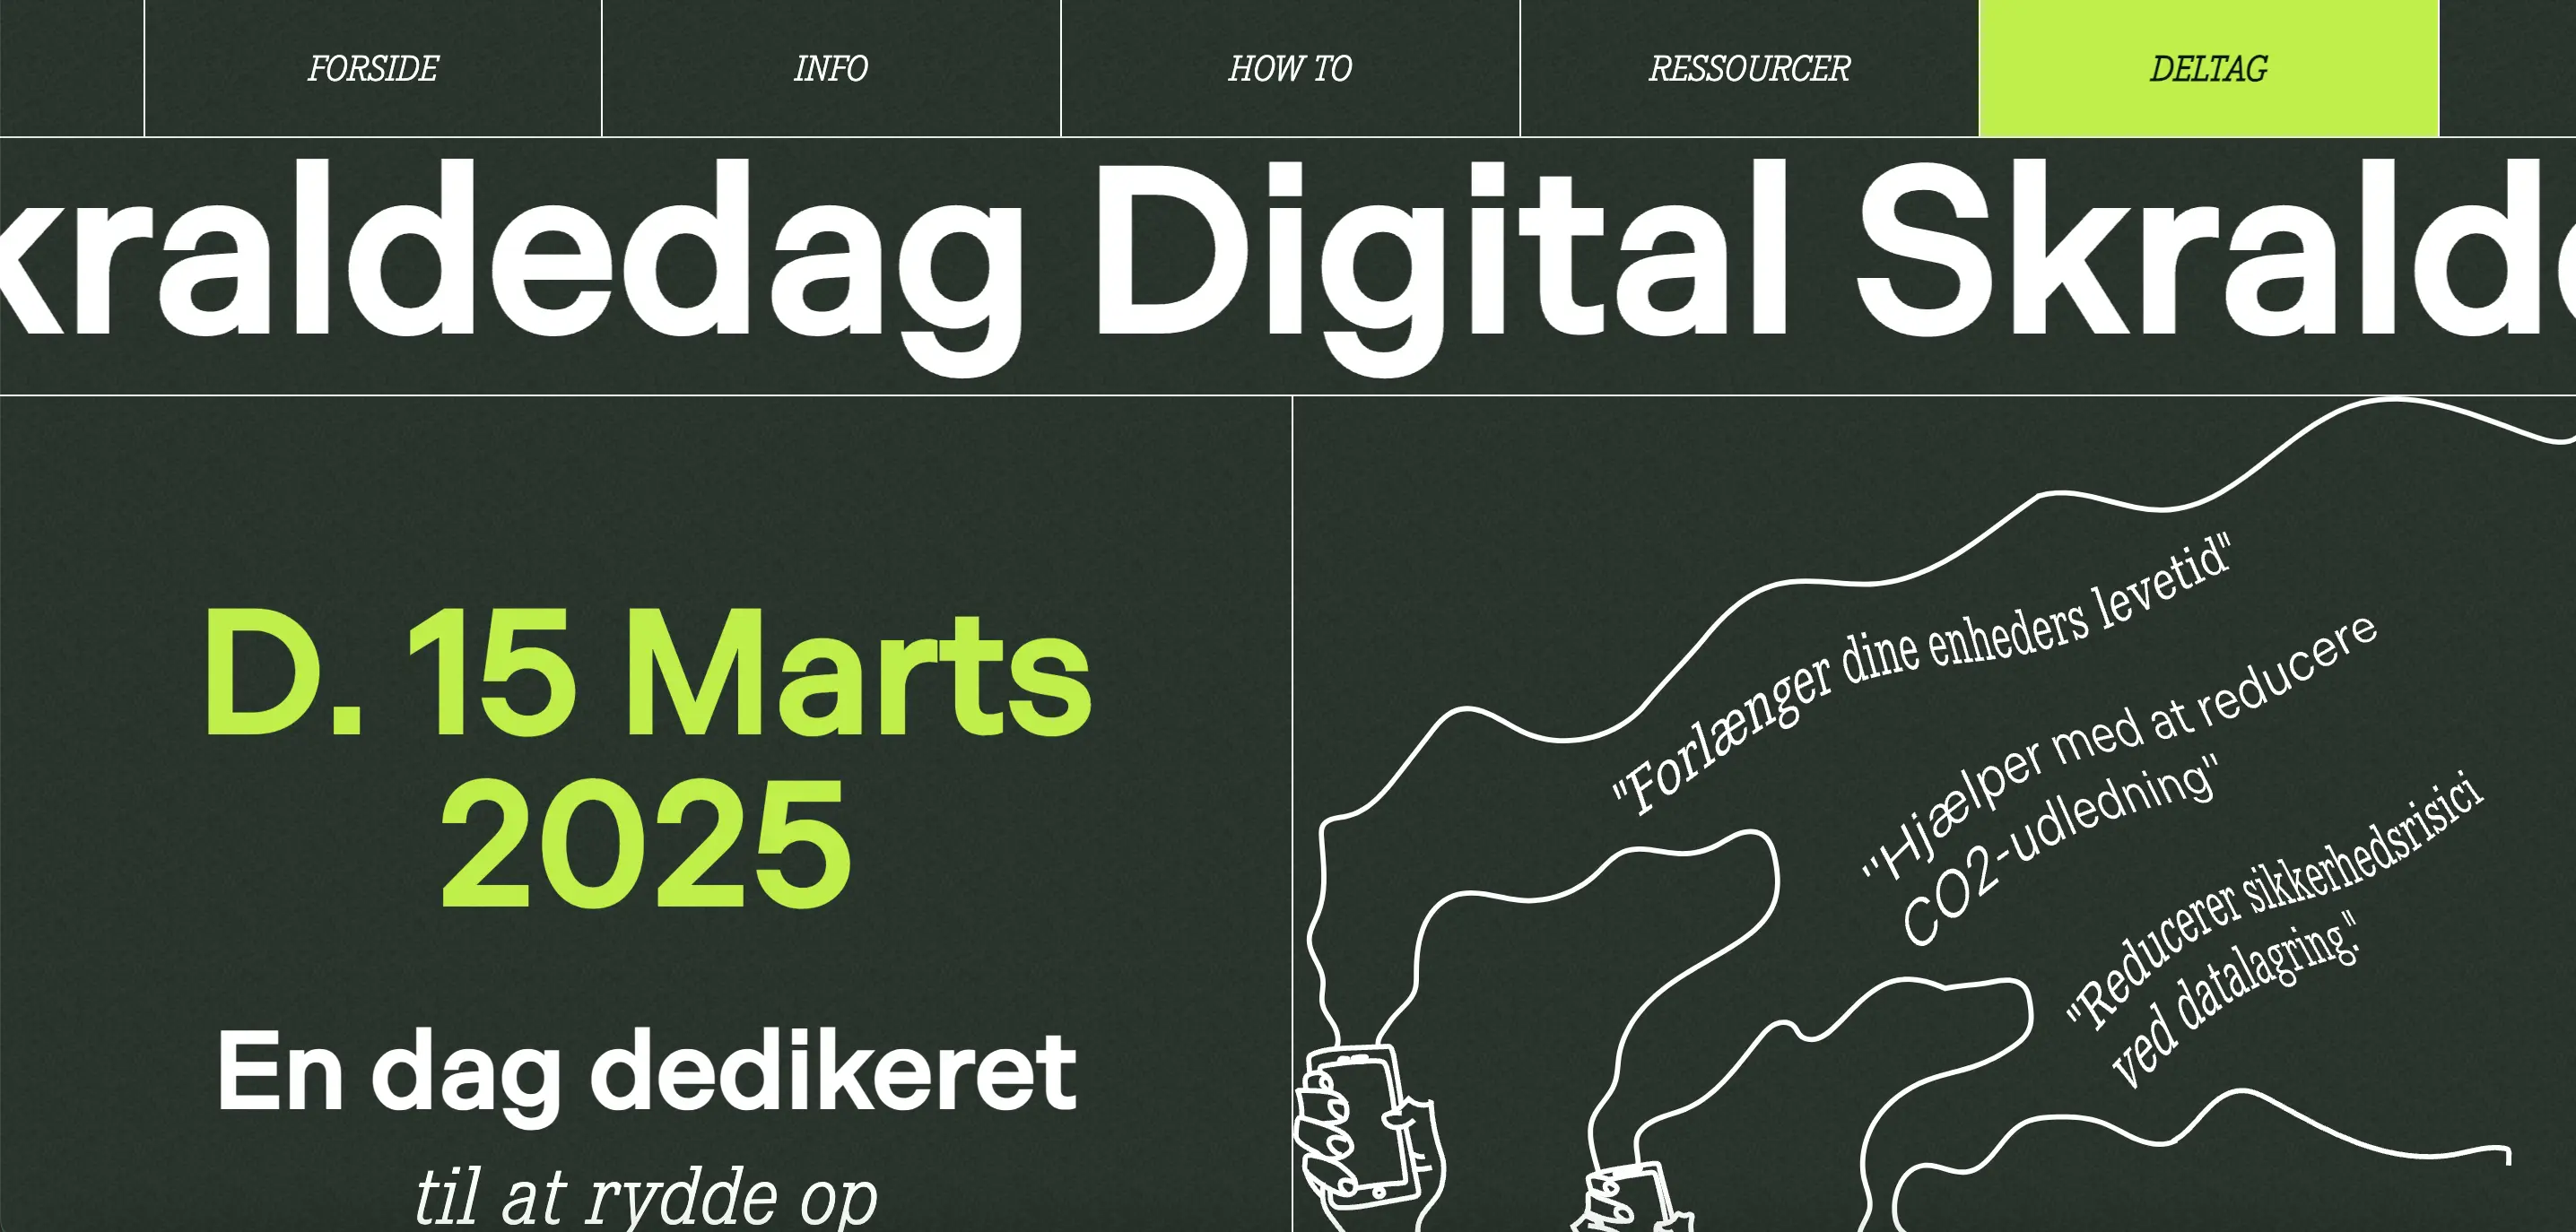 FORSIDE
INFO
HOW TO
RESSOURCER
DELTAG
kraldedag Digital Skralde
D. 15 Marts
2025
En dag dedikeret
til at rydde op
"Forlænger dine enheders levetid"
"Hjælper med at reducere
CO2-udledning"
"Reducerer sikkerhedsrisici
ved datalagring."